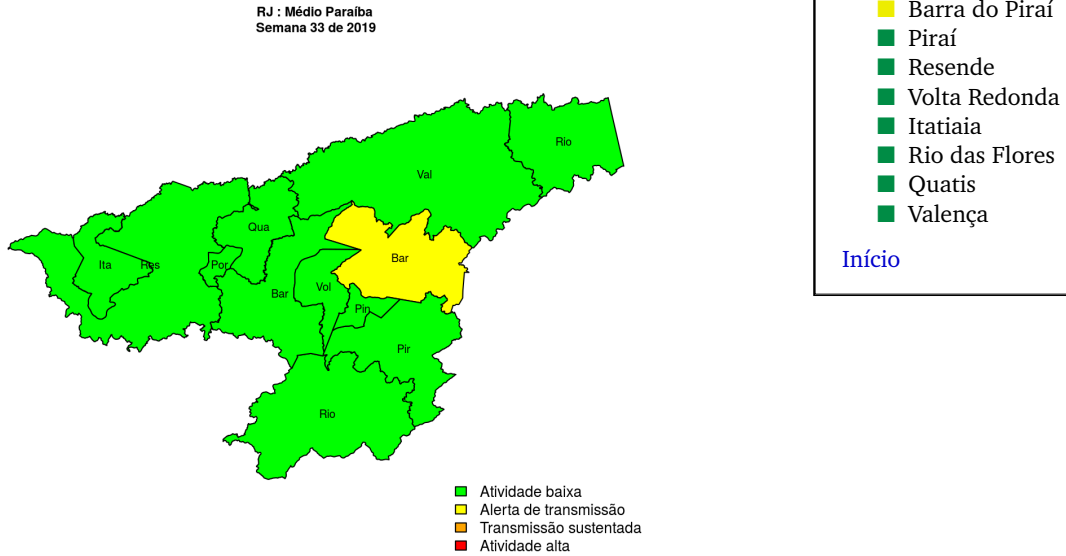 RJ : Médio Paraíba
Semana 33 de 2019
Rio
Val
Qua
Ita
Res
Por
Bar
Bar
Vol
Pin
Pir
Rio
Atividade baixa
Alerta de transmissão
Transmissão sustentada
Atividade alta
Barra do Piraí
Piraí
Resende
Volta Redonda
Itatiaia
Rio das Flores
Quatis
Valença
Início